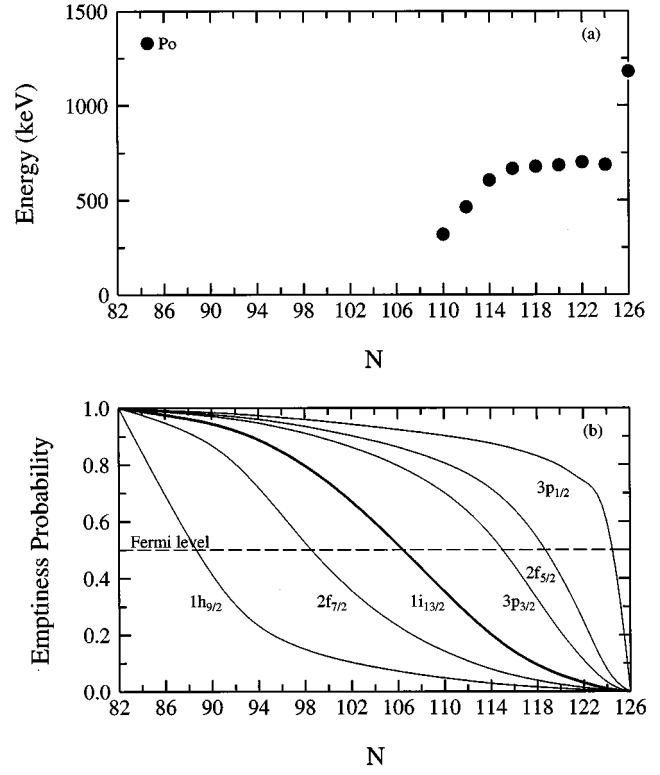 1500
(a)
Po
1000
Energy (keV)
500
0
82 86 90 94 98 102 106 110 114 118 122 126
N
1.0
(b)
0.8
3p1/2
0.6
Fermi level
Emptiness Probability
0.4
2f5/2
1h9/2 2f7/2 1i13/2 3p3/2
0.2
0.0
82 86 90 94 98 102 106 110 114 118 122 126
N